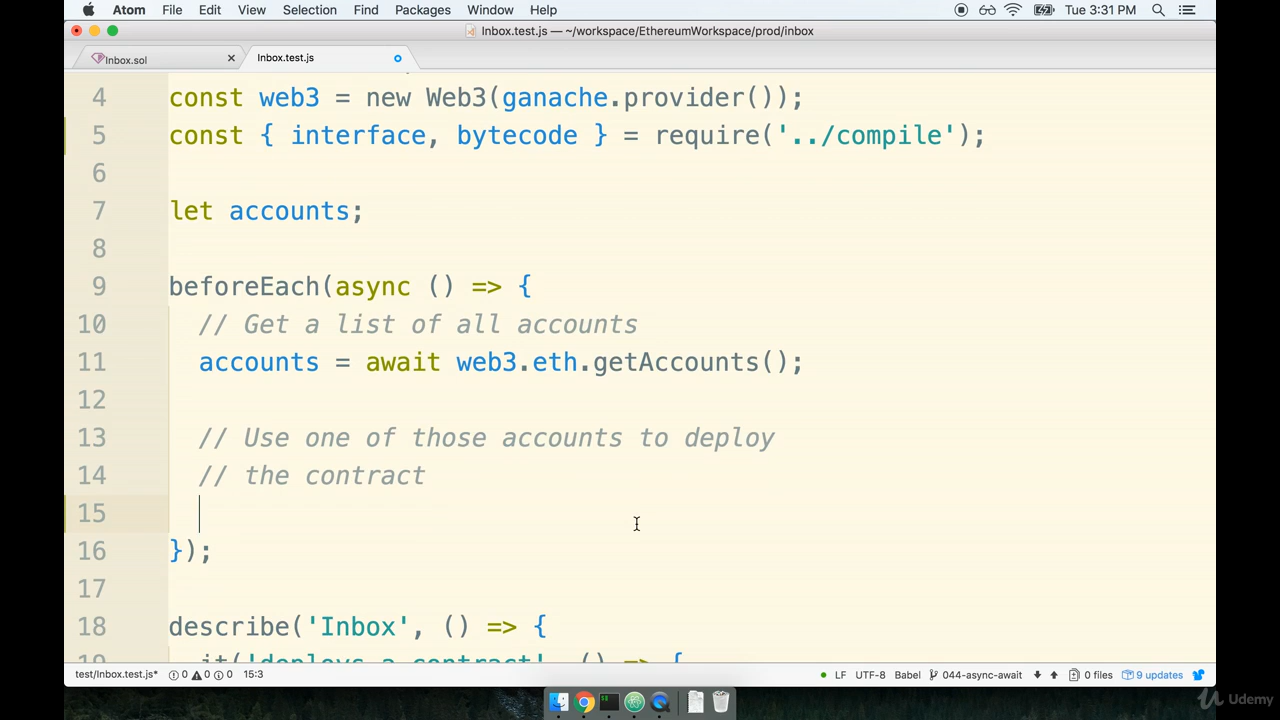 Atom File Edit View Selection Find Packages Window Help Tue 3:31 PM
Inbox.test.js — ~/workspace/EthereumWorkspace/prod/inbox
Inbox.sol Inbox.test.js
4 const web3 = new Web3(ganache.provider());
5 const { interface, bytecode } = require('../compile');
6
7 let accounts;
8
9 beforeEach(async () => {
10 // Get a list of all accounts
11 accounts = await web3.eth.getAccounts();
12
13 // Use one of those accounts to deploy
14 // the contract
15
16 });
17
18 describe('Inbox', () => {
19 it('deploys a contract', () => {
test/Inbox.test.js* 0 0 0 15:3 LF UTF-8 Babel 044-async-await 0 files 9 updates
Udemy